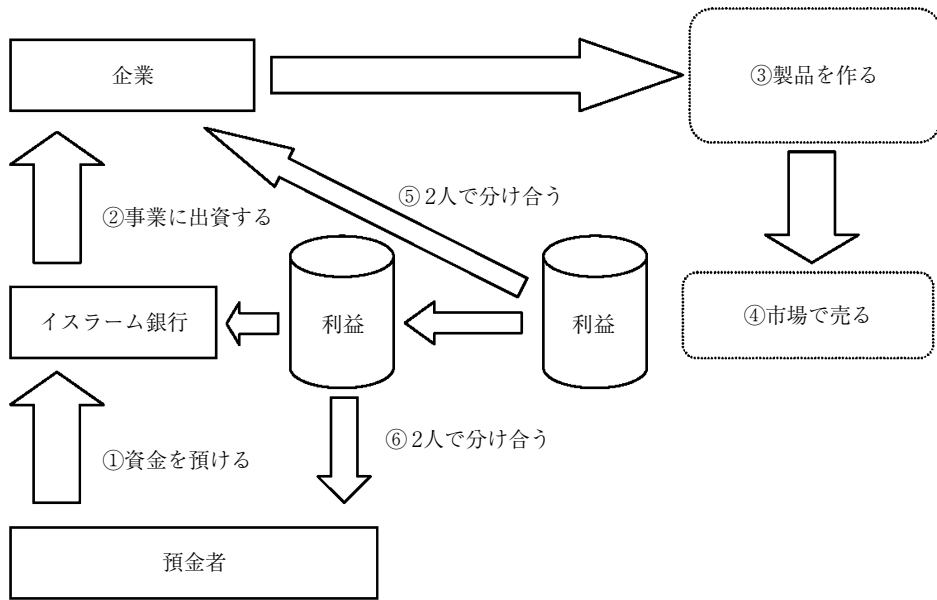 企業
③製品を作る
⑤2人で分け合う
②事業に出資する
イスラーム銀行
利益
利益
④市場で売る
⑥2人で分け合う
①資金を預ける
預金者